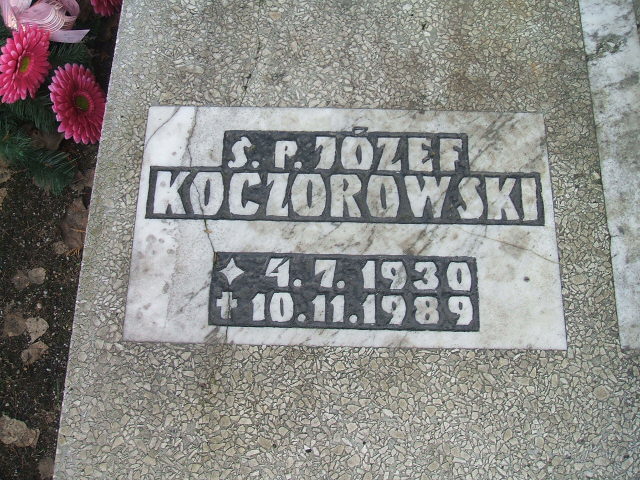 S. P. JÓZEF
KOCZOROWSKI
4. 7. 1930
10. 11. 1989